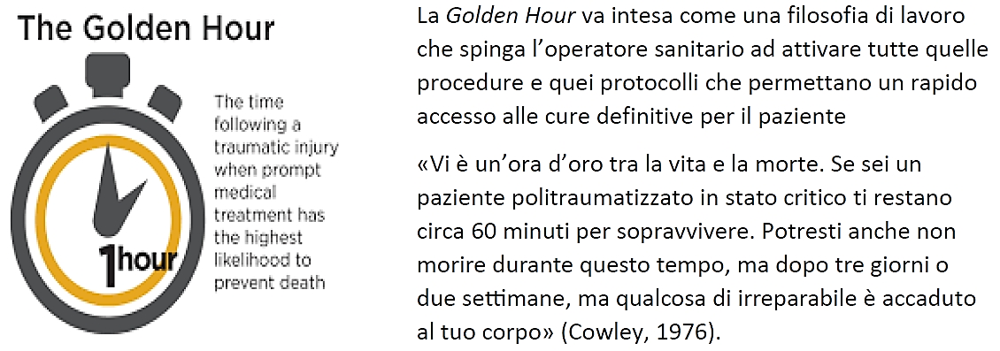 The Golden Hour
The time
following a
traumatic injury
when prompt
medical
treatment has
the highest
likelihood to
prevent death
1hour
La Golden Hour va intesa come una filosofia di lavoro
che spinga l’operatore sanitario ad attivare tutte quelle
procedure e quei protocolli che permettano un rapido
accesso alle cure definitive per il paziente
«Vi è un’ora d’oro tra la vita e la morte. Se sei un
paziente politraumatizzato in stato critico ti restano
circa 60 minuti per sopravvivere. Potresti anche non
morire durante questo tempo, ma dopo tre giorni o
due settimane, ma qualcosa di irreparabile è accaduto
al tuo corpo» (Cowley, 1976).